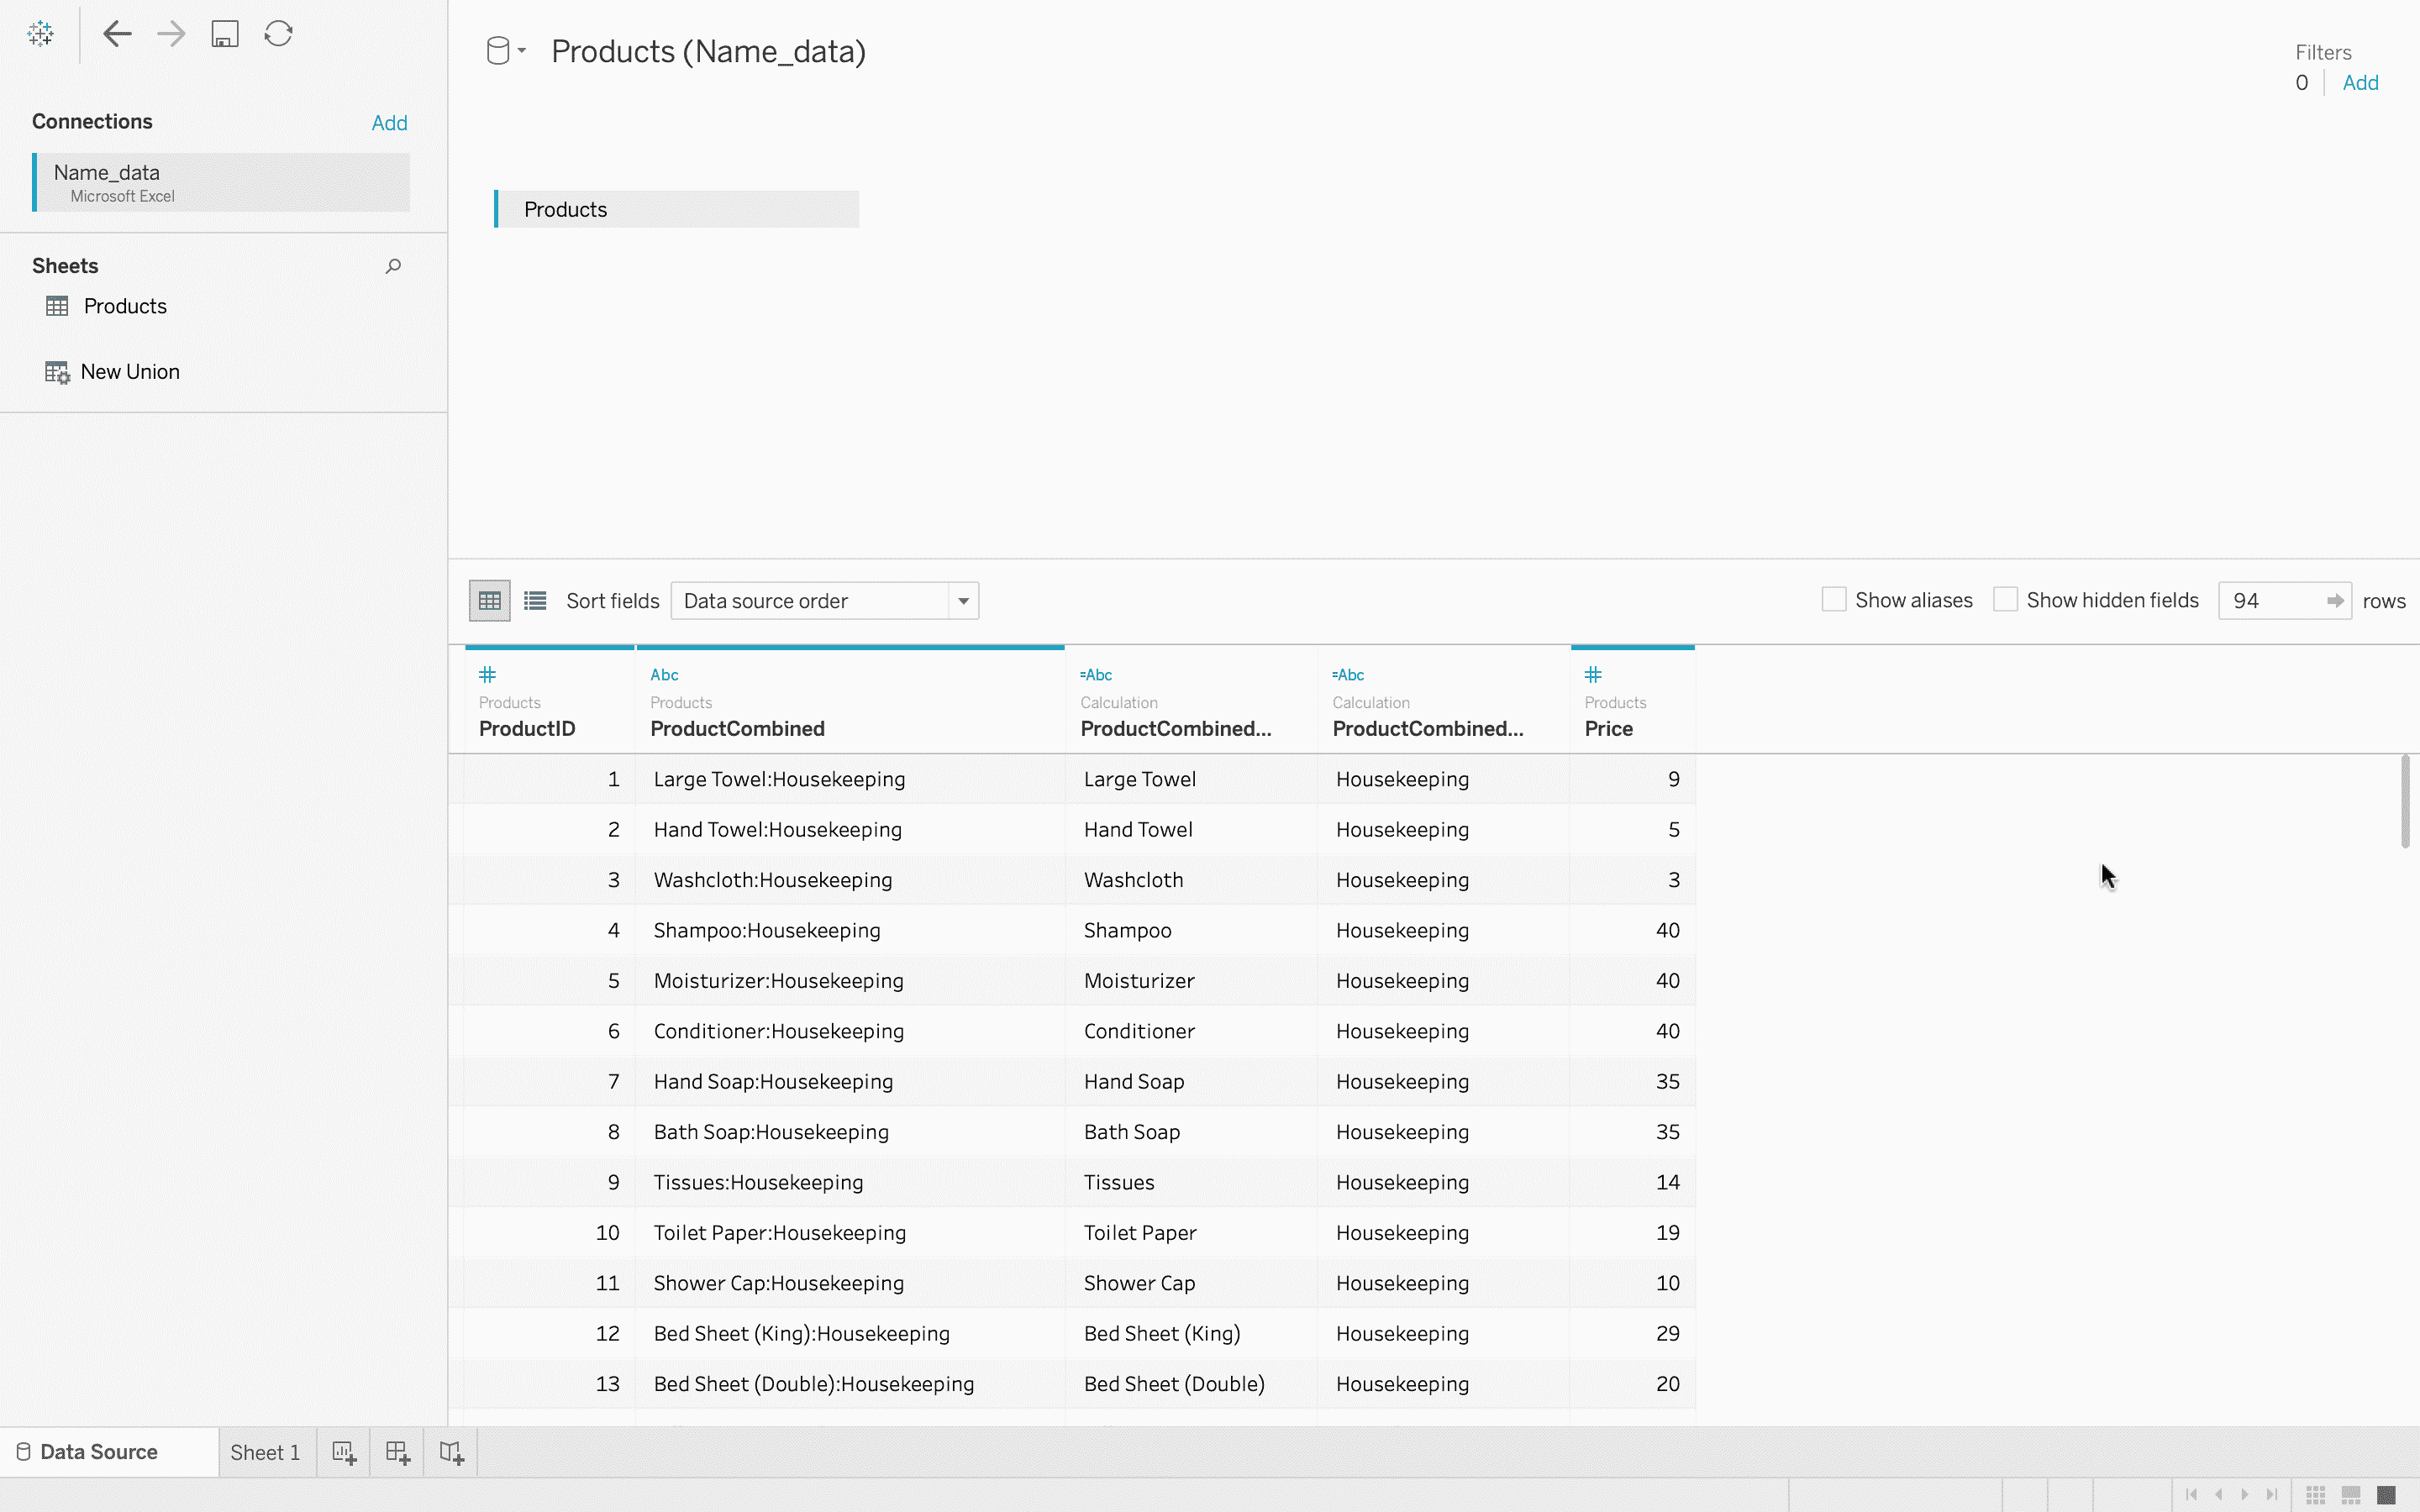 Products (Name_data)
Filters
0 Add
Connections Add
Name_data
Microsoft Excel
Products
Sheets
Products
New Union
Sort fields Data source order Show aliases Show hidden fields 94 rows
# Abc =Abc =Abc #
Products Products Calculation Calculation Products
ProductID ProductCombined ProductCombined... ProductCombined... Price
1 Large Towel:Housekeeping Large Towel Housekeeping 9
2 Hand Towel:Housekeeping Hand Towel Housekeeping 5
3 Washcloth:Housekeeping Washcloth Housekeeping 3
4 Shampoo:Housekeeping Shampoo Housekeeping 40
5 Moisturizer:Housekeeping Moisturizer Housekeeping 40
6 Conditioner:Housekeeping Conditioner Housekeeping 40
7 Hand Soap:Housekeeping Hand Soap Housekeeping 35
8 Bath Soap:Housekeeping Bath Soap Housekeeping 35
9 Tissues:Housekeeping Tissues Housekeeping 14
10 Toilet Paper:Housekeeping Toilet Paper Housekeeping 19
11 Shower Cap:Housekeeping Shower Cap Housekeeping 10
12 Bed Sheet (King):Housekeeping Bed Sheet (King) Housekeeping 29
13 Bed Sheet (Double):Housekeeping Bed Sheet (Double) Housekeeping 20
Data Source Sheet 1